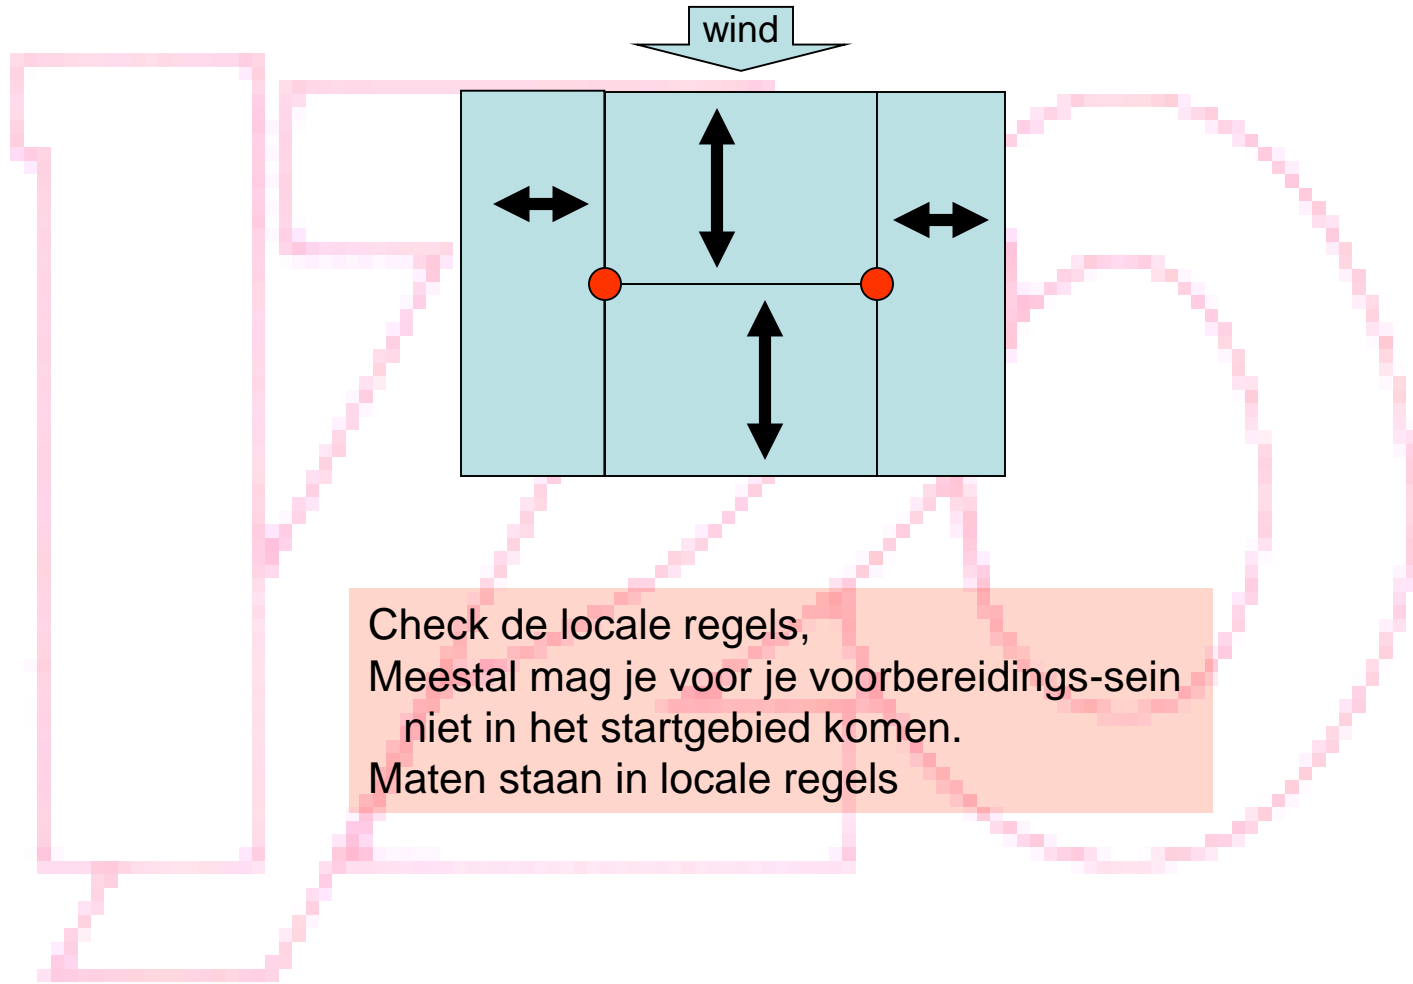 wind
Check de locale regels,
Meestal mag je voor je voorbereidings-sein
niet in het startgebied komen.
Maten staan in locale regels